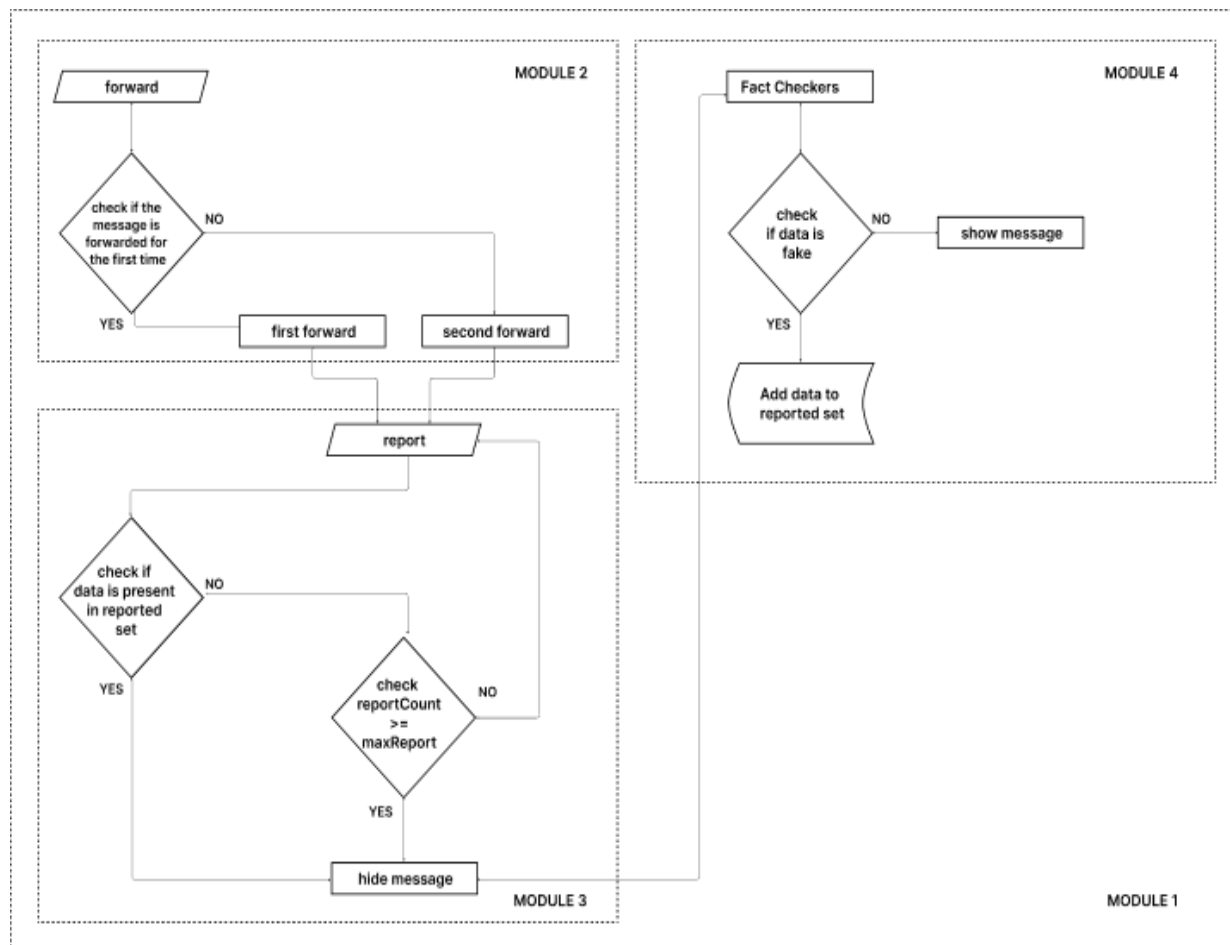 MODULE 2
forward
check if the
message is
forwarded for
the first time
NO
YES
first forward
second forward
MODULE 4
Fact Checkers
check
if data is
fake
NO
show message
YES
Add data to
reported set
report
check if
data is present
in reported
set
NO
YES
check
reportCount
>=
maxReport
NO
YES
hide message
MODULE 3
MODULE 1